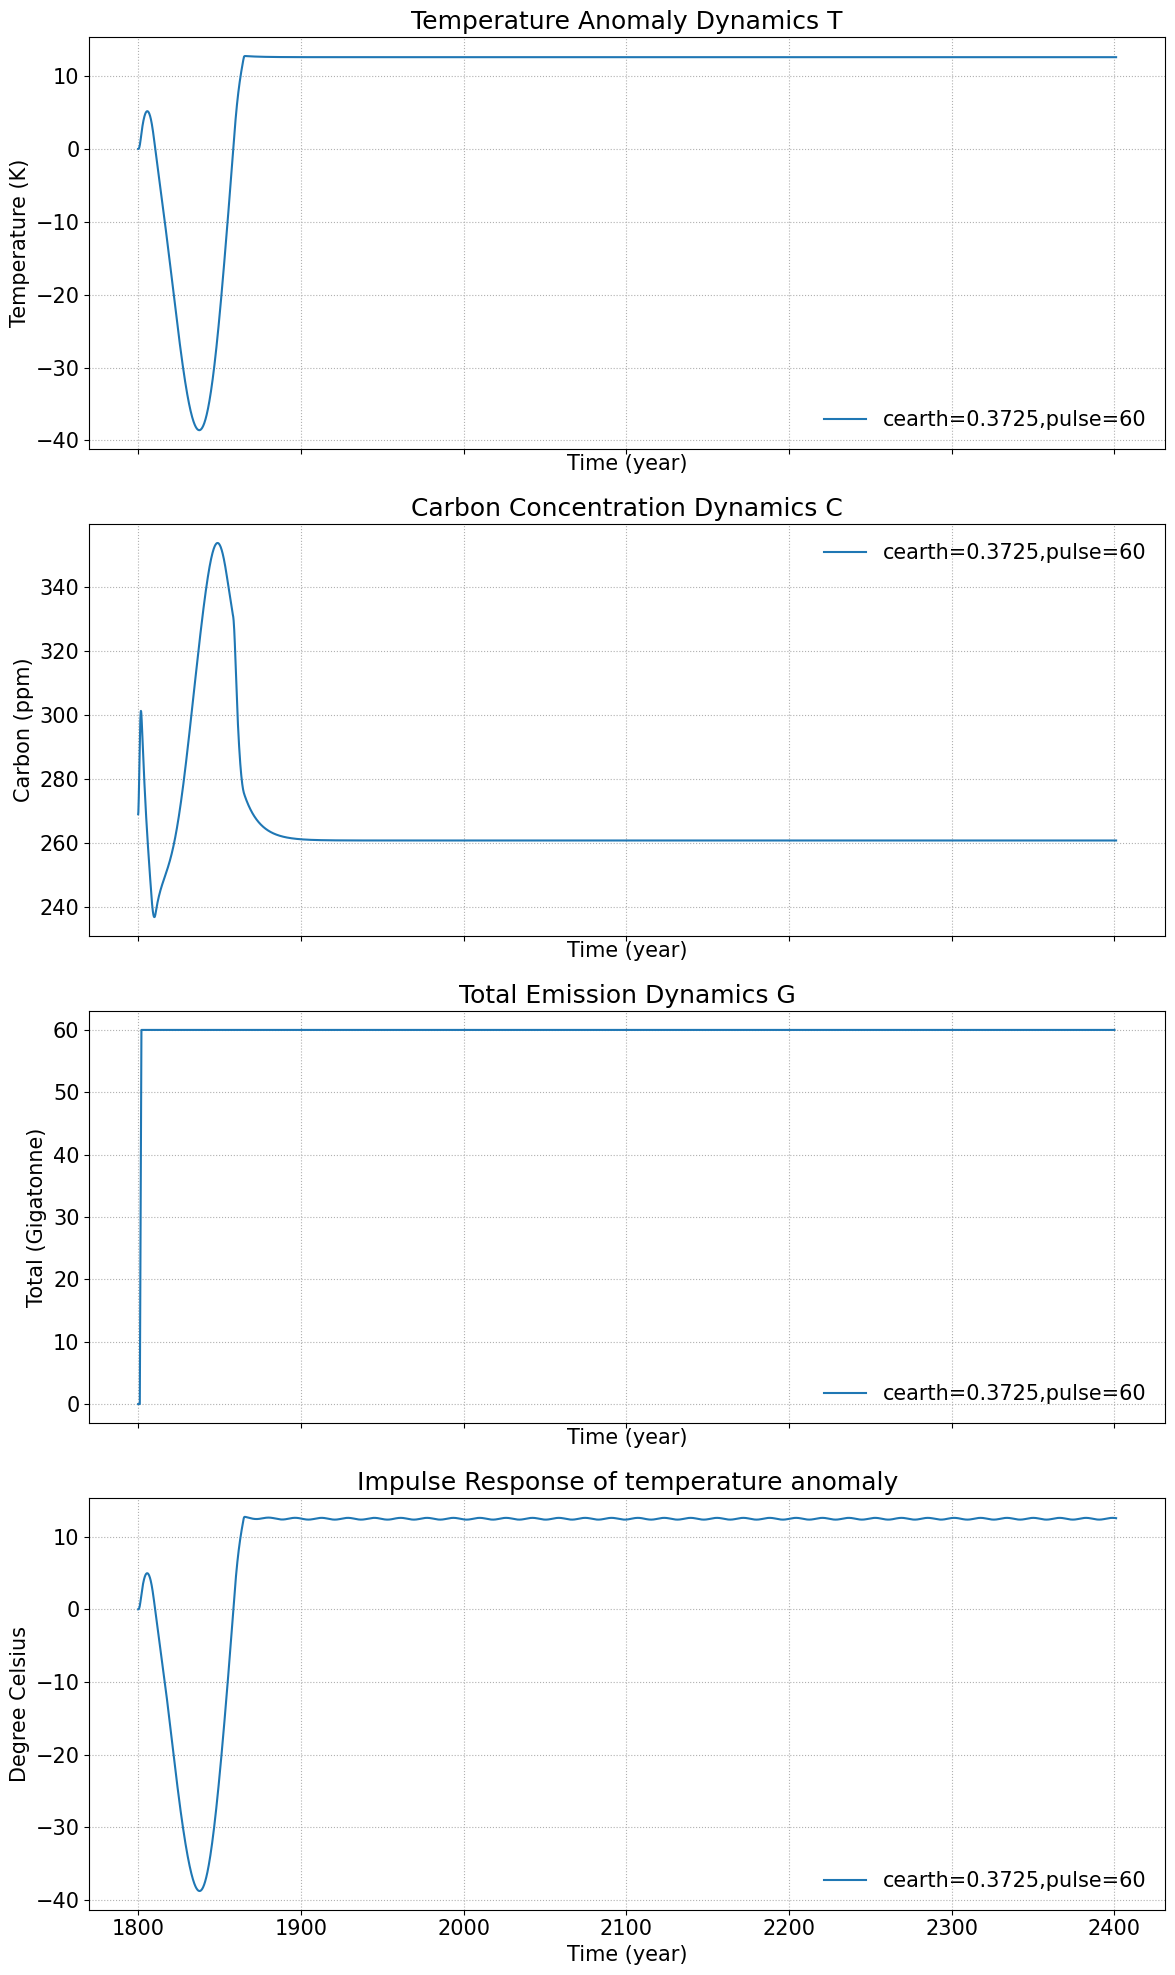 Temperature Anomaly Dynamics T
10
0
−10
−20
−30
−40
Temperature (K)
cearth=0.3725,pulse=60
Time (year)
Carbon Concentration Dynamics C
340
320
300
280
260
240
Carbon (ppm)
cearth=0.3725,pulse=60
Time (year)
Total Emission Dynamics G
60
50
40
30
20
10
0
Total (Gigatonne)
cearth=0.3725,pulse=60
Time (year)
Impulse Response of temperature anomaly
10
0
−10
−20
−30
−40
Degree Celsius
cearth=0.3725,pulse=60
1800 1900 2000 2100 2200 2300 2400
Time (year)